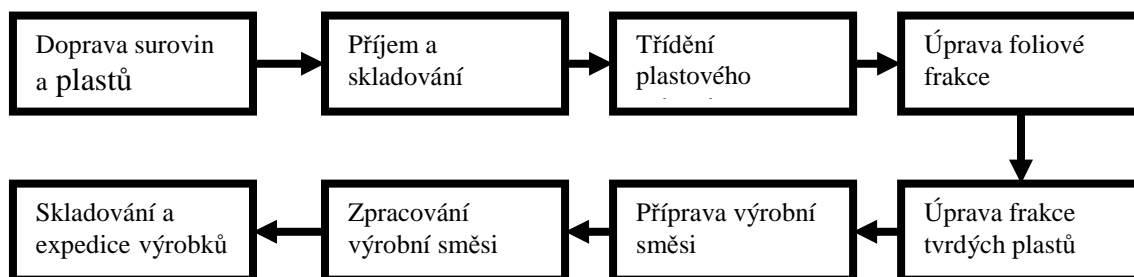 Doprava surovin
a plastů
Příjem a
skladování
Třídění
plastového
Úprava foliové
frakce
Úprava frakce
tvrdých plastů
Příprava výrobní
směsi
Zpracování
výrobní směsi
Skladování a
expedice výrobků